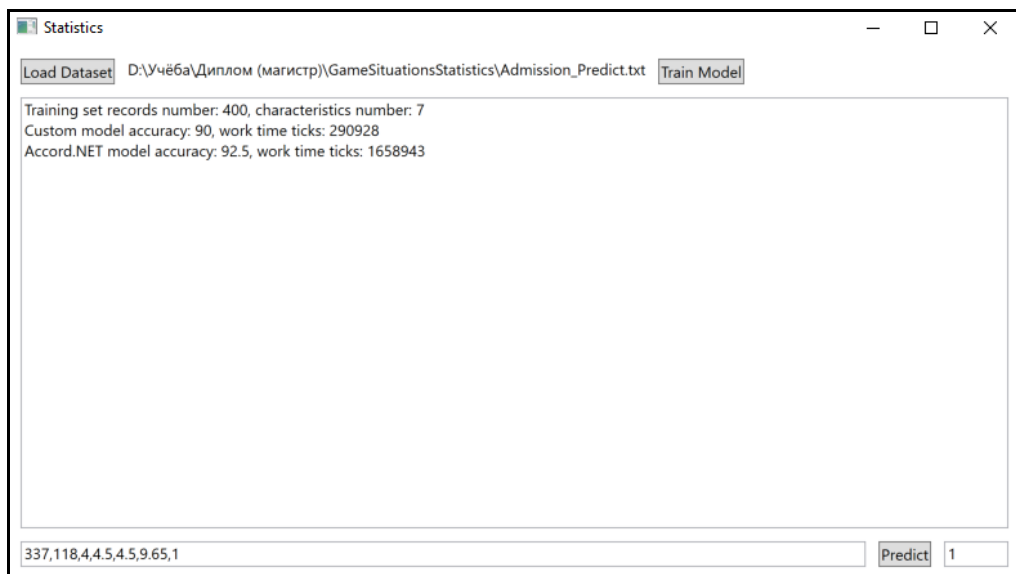 Statistics
Load Dataset D:\Учёба\Диплом (магистр)\GameSituationsStatistics\Admission_Predict.txt Train Model
Training set records number: 400, characteristics number: 7
Custom model accuracy: 90, work time ticks: 290928
Accord.NET model accuracy: 92.5, work time ticks: 1658943
337,118,4,4.5,4.5,9.65,1 Predict 1